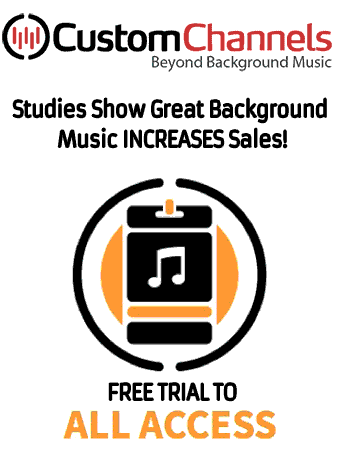 CustomChannels
Beyond Background Music
Studies Show Great Background
Music INCREASES Sales!
FREE TRIAL TO
ALL ACCESS